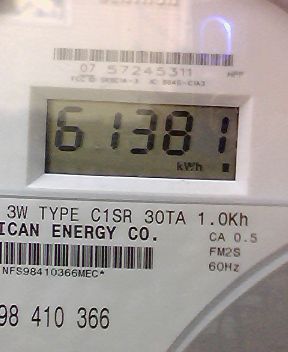 07 57245311 HPP
61381
kWh
3W TYPE C1SR 30TA 1.0Kh
ICAN ENERGY CO. CA 0.5
FM2S
NFS98410366MEC* 60Hz
98 410 366